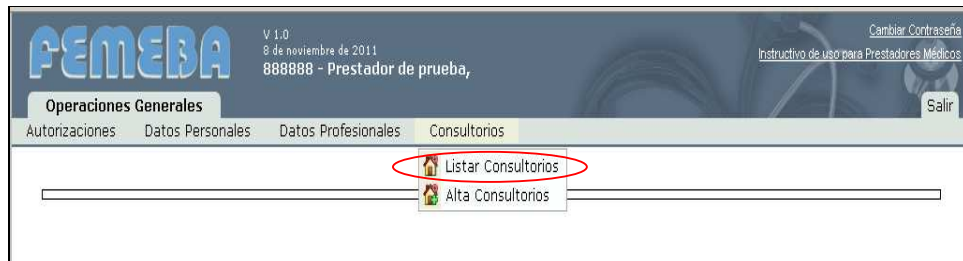 FEMEBA
V 1.0
8 de noviembre de 2011
888888 - Prestador de prueba,
Cambiar Contraseña
Instructivo de uso para Prestadores Médicos
Operaciones Generales
Salir
Autorizaciones Datos Personales Datos Profesionales Consultorios
Listar Consultorios
Alta Consultorios